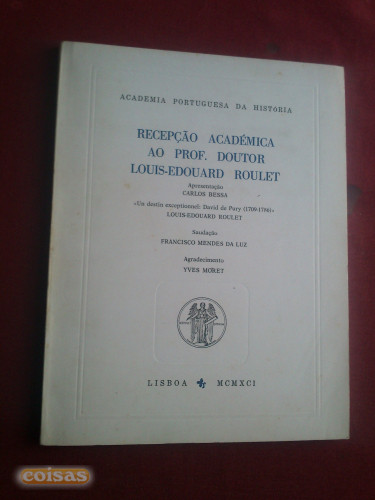 ACADEMIA PORTUGUESA DA HISTÓRIA
RECEPÇÃO ACADÉMICA
AO PROF. DOUTOR
LOUIS-EDOUARD ROULET
Apresentação
CARLOS BESSA
«Un destin exceptionnel: David de Pury (1709-1786)»
LOUIS-EDOUARD ROULET
Saudação
FRANCISCO MENDES DA LUZ
Agradecimento
YVES MORET
LISBOA MCMXCI
coisas